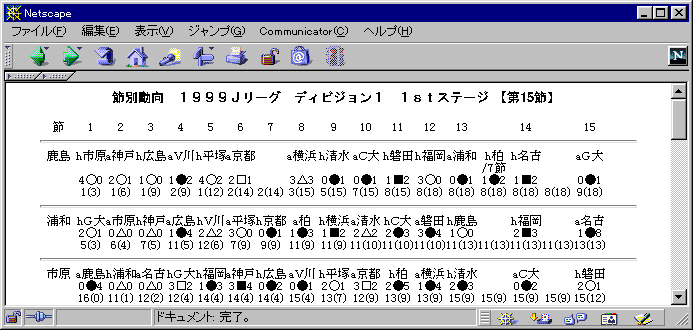 Netscape
ファイル(F) 編集(E) 表示(V) ジャンプ(G) Communicator(C) ヘルプ(H)
N
節別動向 1999Jリーグ ディビジョン1 1stステージ 【第15節】
節 1 2 3 4 5 6 7 8 9 10 11 12 13 14 15
鹿島 h市原 a神戸 h広島 aV川 h平塚 a京都 a横浜 h清水 aC大 h磐田 h福岡 a浦和 h柏 h名古 aG大
/7節
4○0 2○1 1○0 1●2 4○2 2□1 3△3 0●1 0●1 1■2 3○0 0●1 1●2 1■2 0●1
1(3) 1(6) 1(9) 2(9) 1(12) 2(14) 2(14) 3(15) 5(15) 7(15) 8(15) 6(18) 8(18) 8(18) 8(18) 8(18) 9(18)
浦和 hG大 a市原 h神戸 a広島 hV川 a平塚 h京都 a柏 h横浜 a清水 hC大 a磐田 h鹿島 h福岡 a名古
2○1 0△0 0△0 1●4 2△2 3○0 0●1 1●3 1■2 2△2 2●3 3●4 1○0 2■3 1●8
5(3) 6(4) 7(5) 11(5) 12(6) 7(9) 9(9) 11(9) 11(9) 11(10) 11(10) 11(10) 11(13) 11(13) 11(13) 11(13) 13(13)
市原 a鹿島 h浦和 a名古 hG大 h福岡 a神戸 h広島 aV川 h平塚 a京都 h柏 a横浜 h清水 aC大 h磐田
0●4 0△0 0△0 3□2 1●3 3■4 0●2 1●5 2○1 3□2 2●5 1●4 2●3 0●2 2○1
16(0) 11(1) 12(2) 12(4) 14(4) 14(4) 14(4) 15(4) 13(7) 12(9) 13(9) 14(9) 15(9) 15(9) 15(9) 15(9) 15(12)
ドキュメント: 完了。